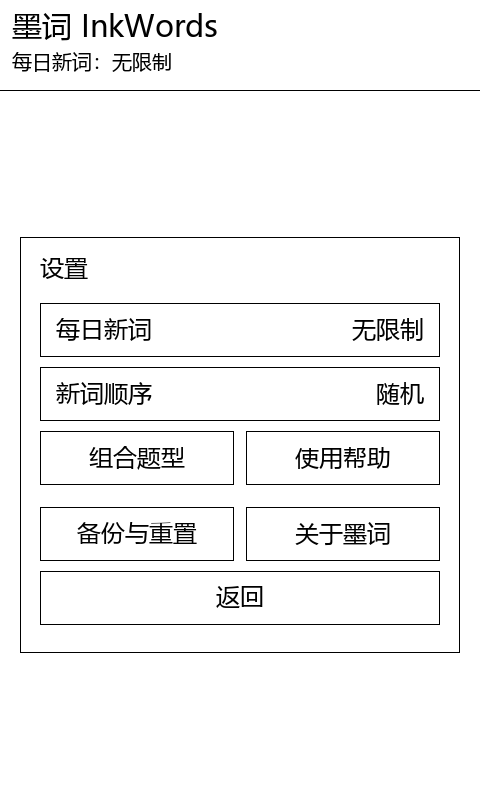 墨词 InkWords
每日新词：无限制
设置
每日新词 无限制
新词顺序 随机
组合题型 使用帮助
备份与重置 关于墨词
返回